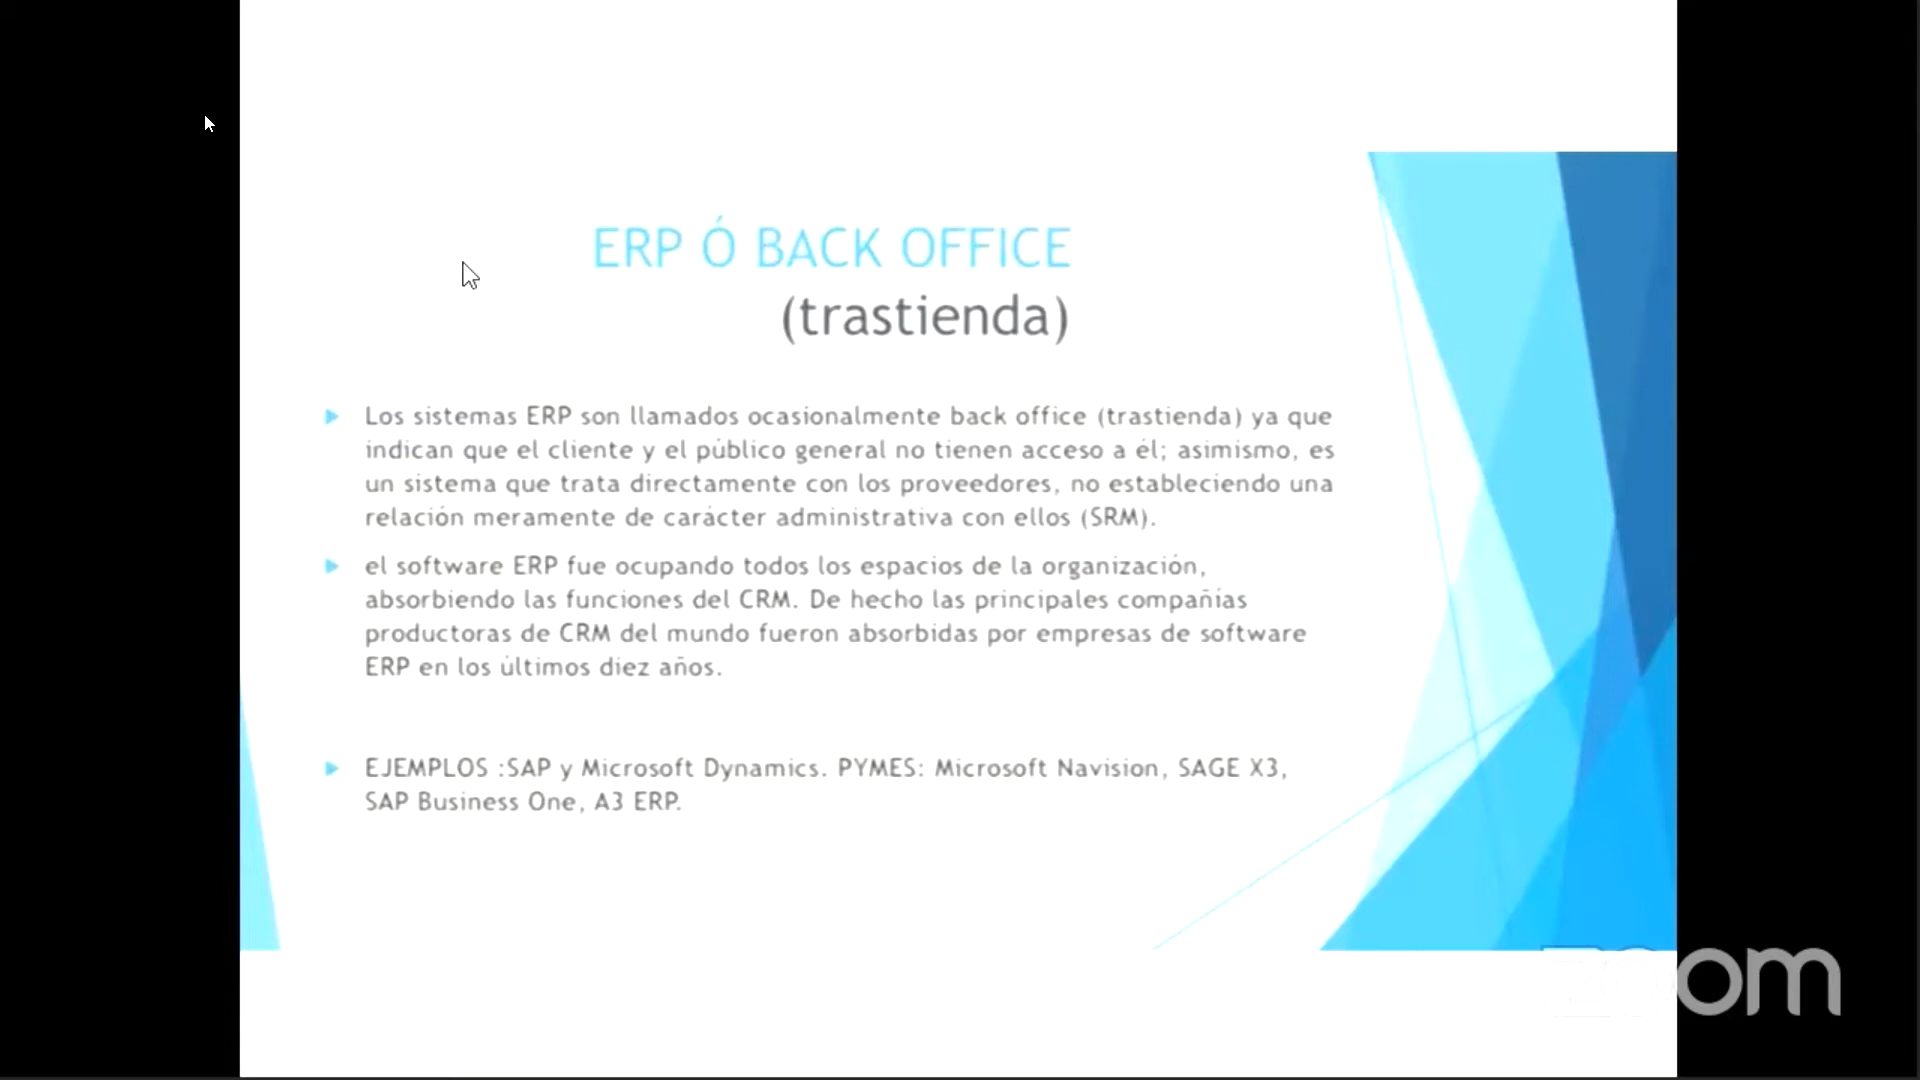 ERP Ó BACK OFFICE
(trastienda)
Los sistemas ERP son llamados ocasionalmente back office (trastienda) ya que
indican que el cliente y el público general no tienen acceso a él; asimismo, es
un sistema que trata directamente con los proveedores, no estableciendo una
relación meramente de carácter administrativa con ellos (SRM).
el software ERP fue ocupando todos los espacios de la organización,
absorbiendo las funciones del CRM. De hecho las principales compañías
productoras de CRM del mundo fueron absorbidas por empresas de software
ERP en los últimos diez años.
EJEMPLOS :SAP y Microsoft Dynamics. PYMES: Microsoft Navision, SAGE X3,
SAP Business One, A3 ERP.
zoom